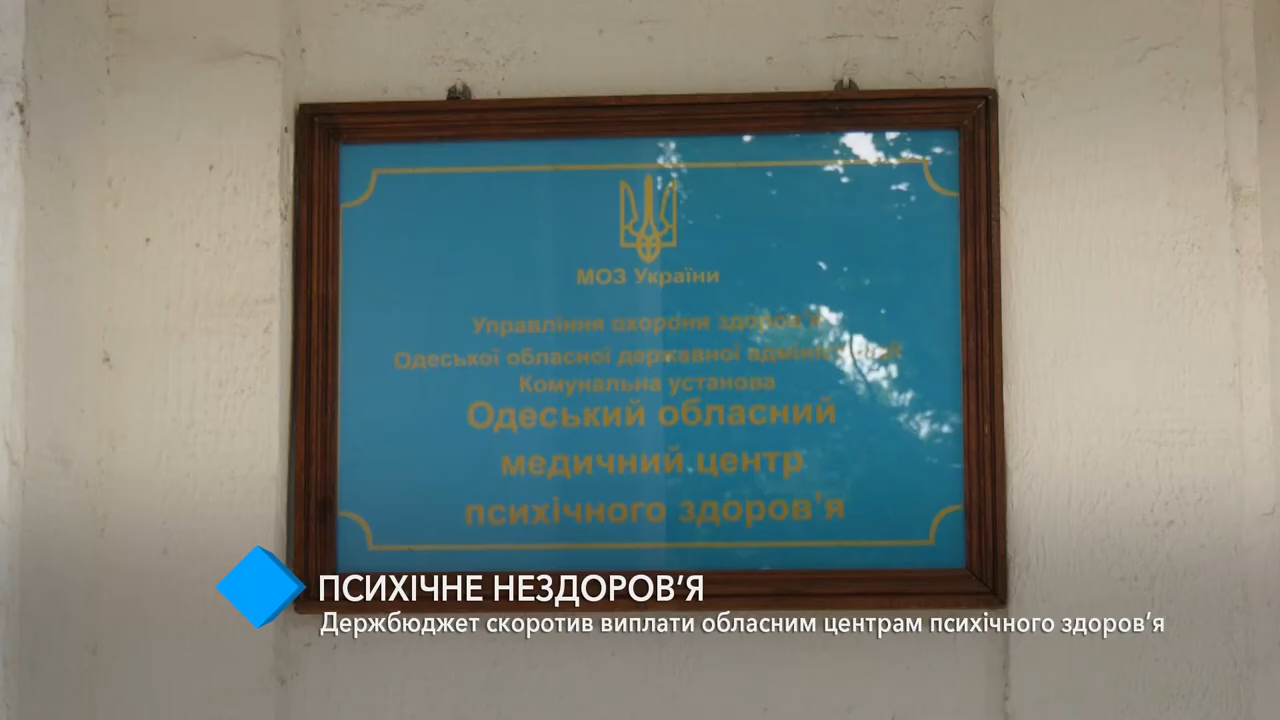 МОЗ України
Управління охорони здоров'я
Одеської обласної державної
Комунальна установа
Одеський обласний
медичний центр
психічного здоров'я
ПСИХІЧНЕ НЕЗДОРОВ’Я
Держбюджет скоротив виплати обласним центрам психічного здоров’я